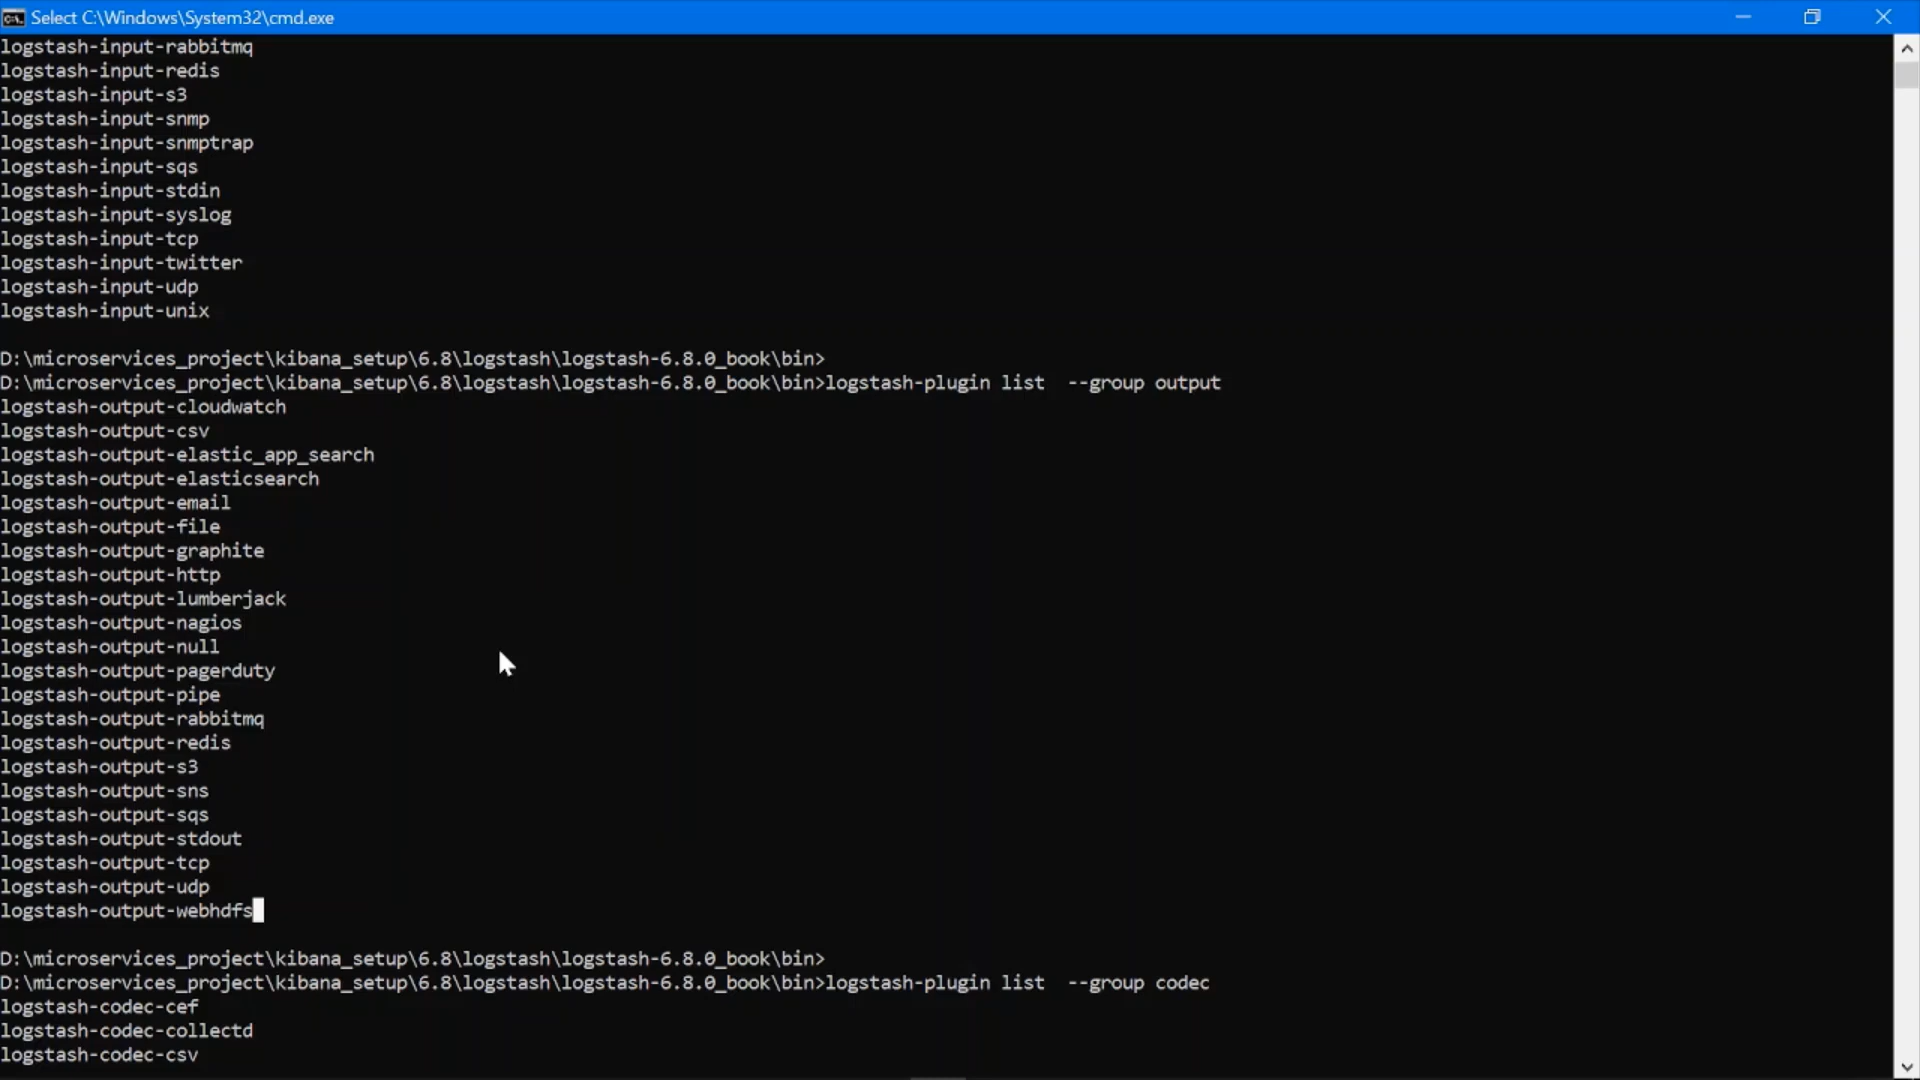 Select C:\Windows\System32\cmd.exe
logstash-input-rabbitmq
logstash-input-redis
logstash-input-s3
logstash-input-snmp
logstash-input-snmptrap
logstash-input-sqs
logstash-input-stdin
logstash-input-syslog
logstash-input-tcp
logstash-input-twitter
logstash-input-udp
logstash-input-unix
D:\microservices_project\kibana_setup\6.8\logstash\logstash-6.8.0_book\bin>
D:\microservices_project\kibana_setup\6.8\logstash\logstash-6.8.0_book\bin>logstash-plugin list  --group output
logstash-output-cloudwatch
logstash-output-csv
logstash-output-elastic_app_search
logstash-output-elasticsearch
logstash-output-email
logstash-output-file
logstash-output-graphite
logstash-output-http
logstash-output-lumberjack
logstash-output-nagios
logstash-output-null
logstash-output-pagerduty
logstash-output-pipe
logstash-output-rabbitmq
logstash-output-redis
logstash-output-s3
logstash-output-sns
logstash-output-sqs
logstash-output-stdout
logstash-output-tcp
logstash-output-udp
logstash-output-webhdfs
D:\microservices_project\kibana_setup\6.8\logstash\logstash-6.8.0_book\bin>
D:\microservices_project\kibana_setup\6.8\logstash\logstash-6.8.0_book\bin>logstash-plugin list  --group codec
logstash-codec-cef
logstash-codec-collectd
logstash-codec-csv